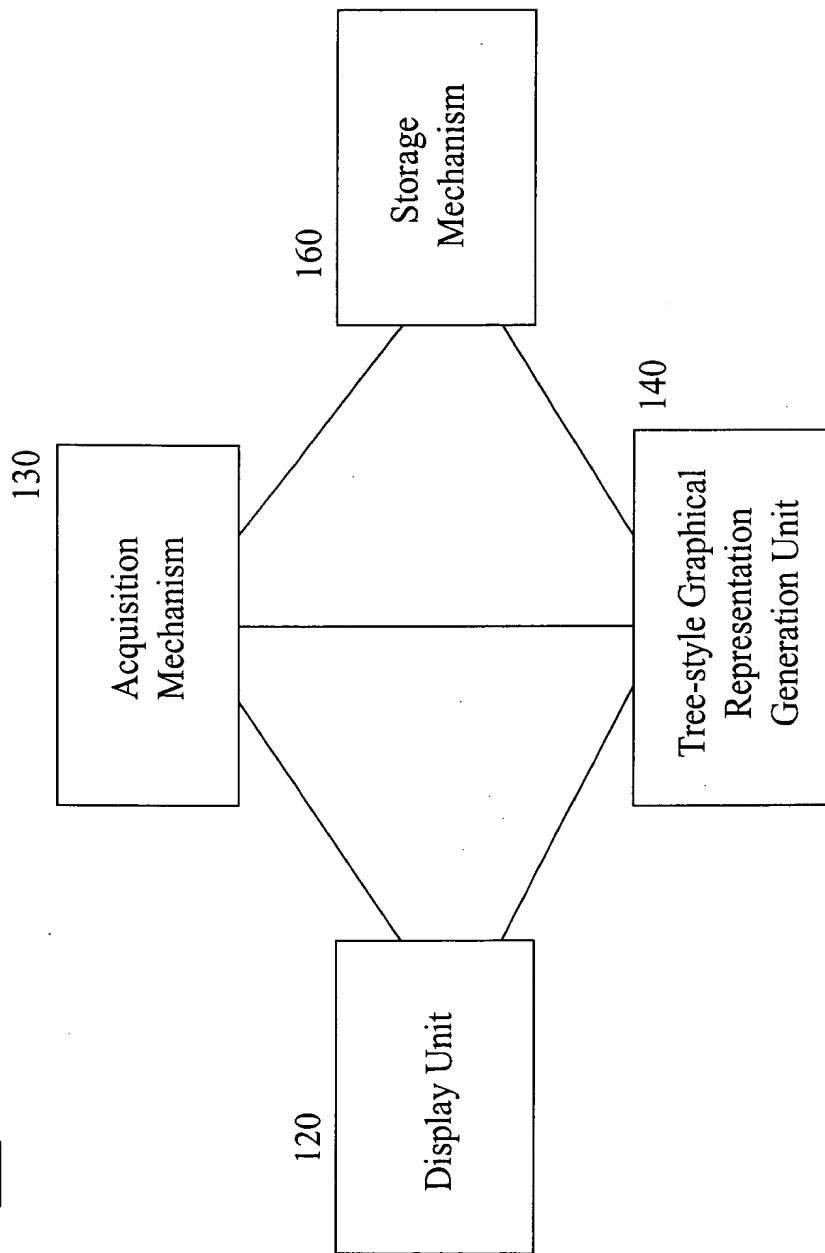 130
Acquisition
Mechanism
120
Display Unit
160
Storage
Mechanism
140
Tree-style Graphical
Representation
Generation Unit